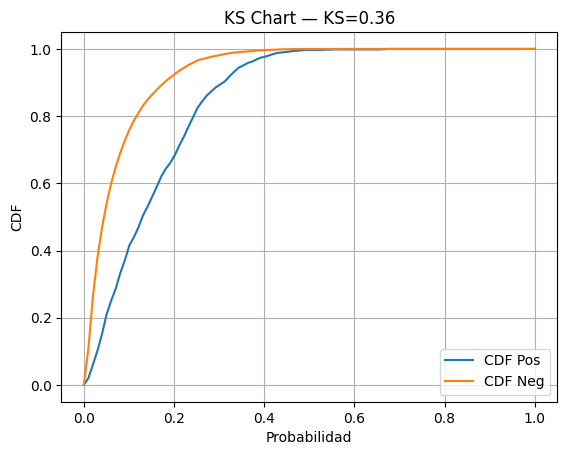 KS Chart — KS=0.36
CDF
1.0
0.8
0.6
0.4
0.2
0.0
0.0 0.2 0.4 0.6 0.8 1.0
Probabilidad
CDF Pos
CDF Neg